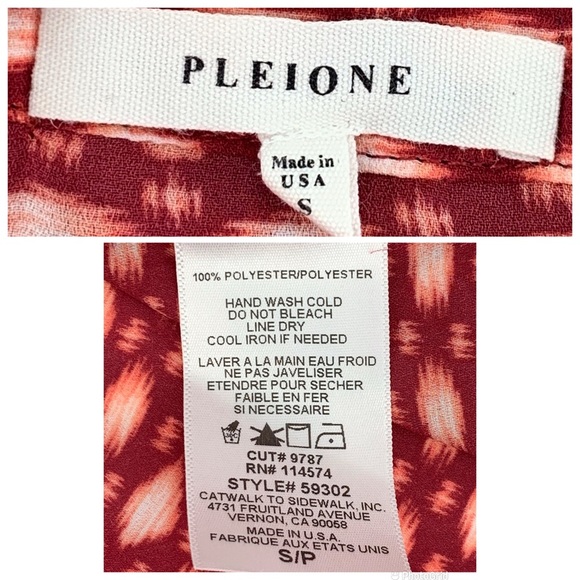 PLEIONE
Made in
USA
S
100% POLYESTER/POLYESTER
HAND WASH COLD
DO NOT BLEACH
LINE DRY
COOL IRON IF NEEDED
LAVER A LA MAIN EAU FROID
NE PAS JAVELISER
ETENDRE POUR SECHER
FAIBLE EN FER
SI NECESSAIRE
CUT# 9787
RN# 114574
STYLE# 59302
CATWALK TO SIDEWALK, INC.
4731 FRUITLAND AVENUE
VERNON, CA 90058
MADE IN U.S.A.
FABRIQUE AUX ETATS UNIS
S/P